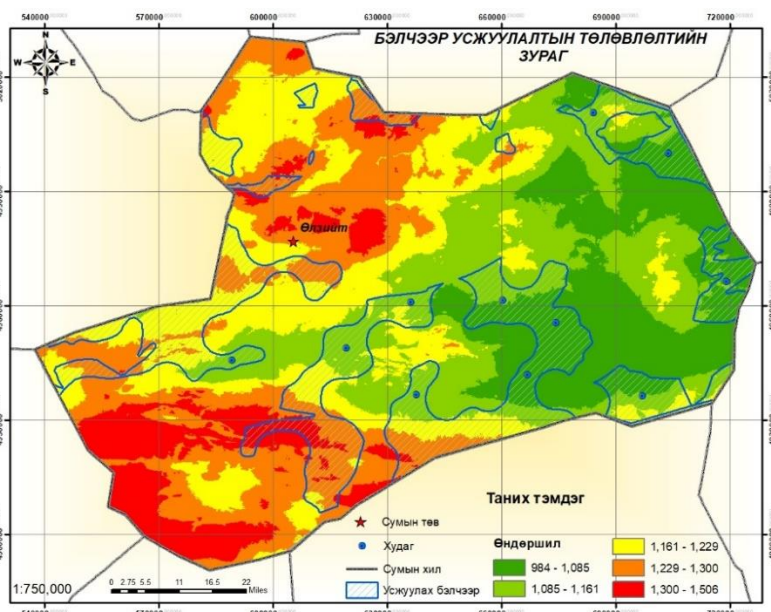 540000 570000 600000 630000 660000 690000 720000
БЭЛЧЭЭР УСЖУУЛАЛТЫН ТӨЛӨВЛӨЛТИЙН
ЗУРАГ
N
W E
S
Өлзийт
Таних тэмдэг
Сумын төв
Худаг
Сумын хил
Усжуулах бэлчээр
Өндөршил
984 - 1,085
1,085 - 1,161
1,161 - 1,229
1,229 - 1,300
1,300 - 1,506
1:750,000
0 2.75 5.5 11 16.5 22
Miles